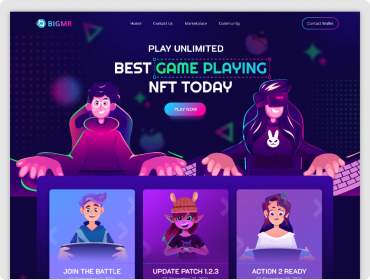 BIGMR
Home Contact Us Marketplace Community
Contact Wallet
PLAY UNLIMITED
BEST GAME PLAYING
NFT TODAY
PLAY NOW
JOIN THE BATTLE
UPDATE PATCH 1.2.3
ACTION 2 READY